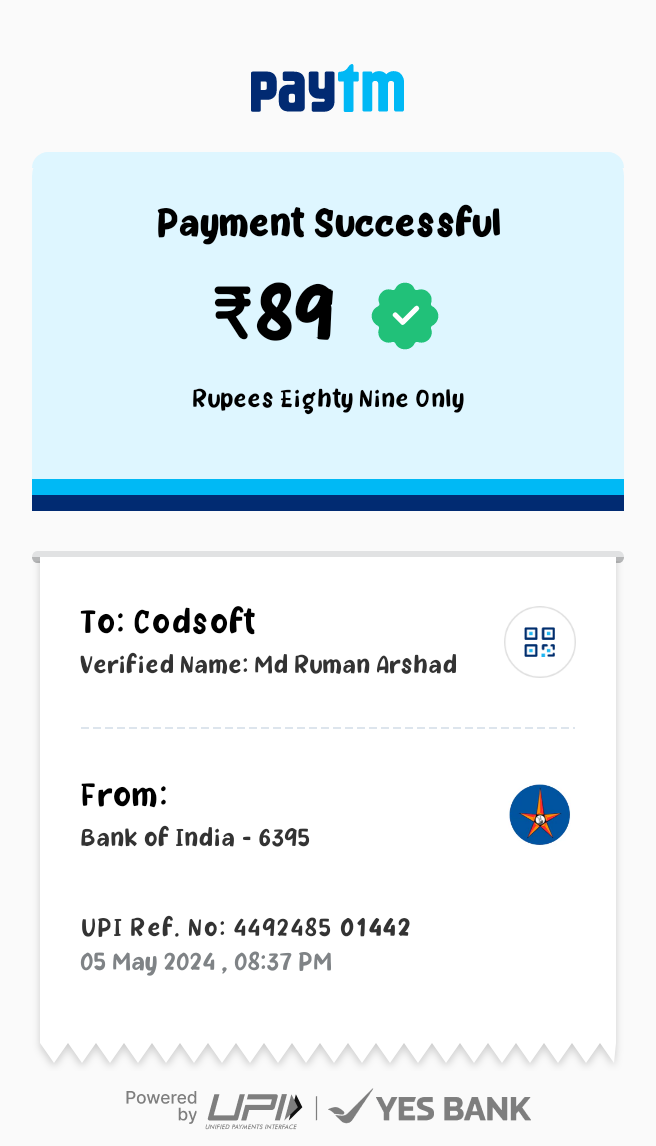 paytm
Payment Successful
₹89
Rupees Eighty Nine Only
To: Codsoft
Verified Name: Md Ruman Arshad
From:
Bank of India - 6395
UPI Ref. No: 4492485 01442
05 May 2024 , 08:37 PM
Powered
by
UPI
UNIFIED PAYMENTS INTERFACE
YES BANK